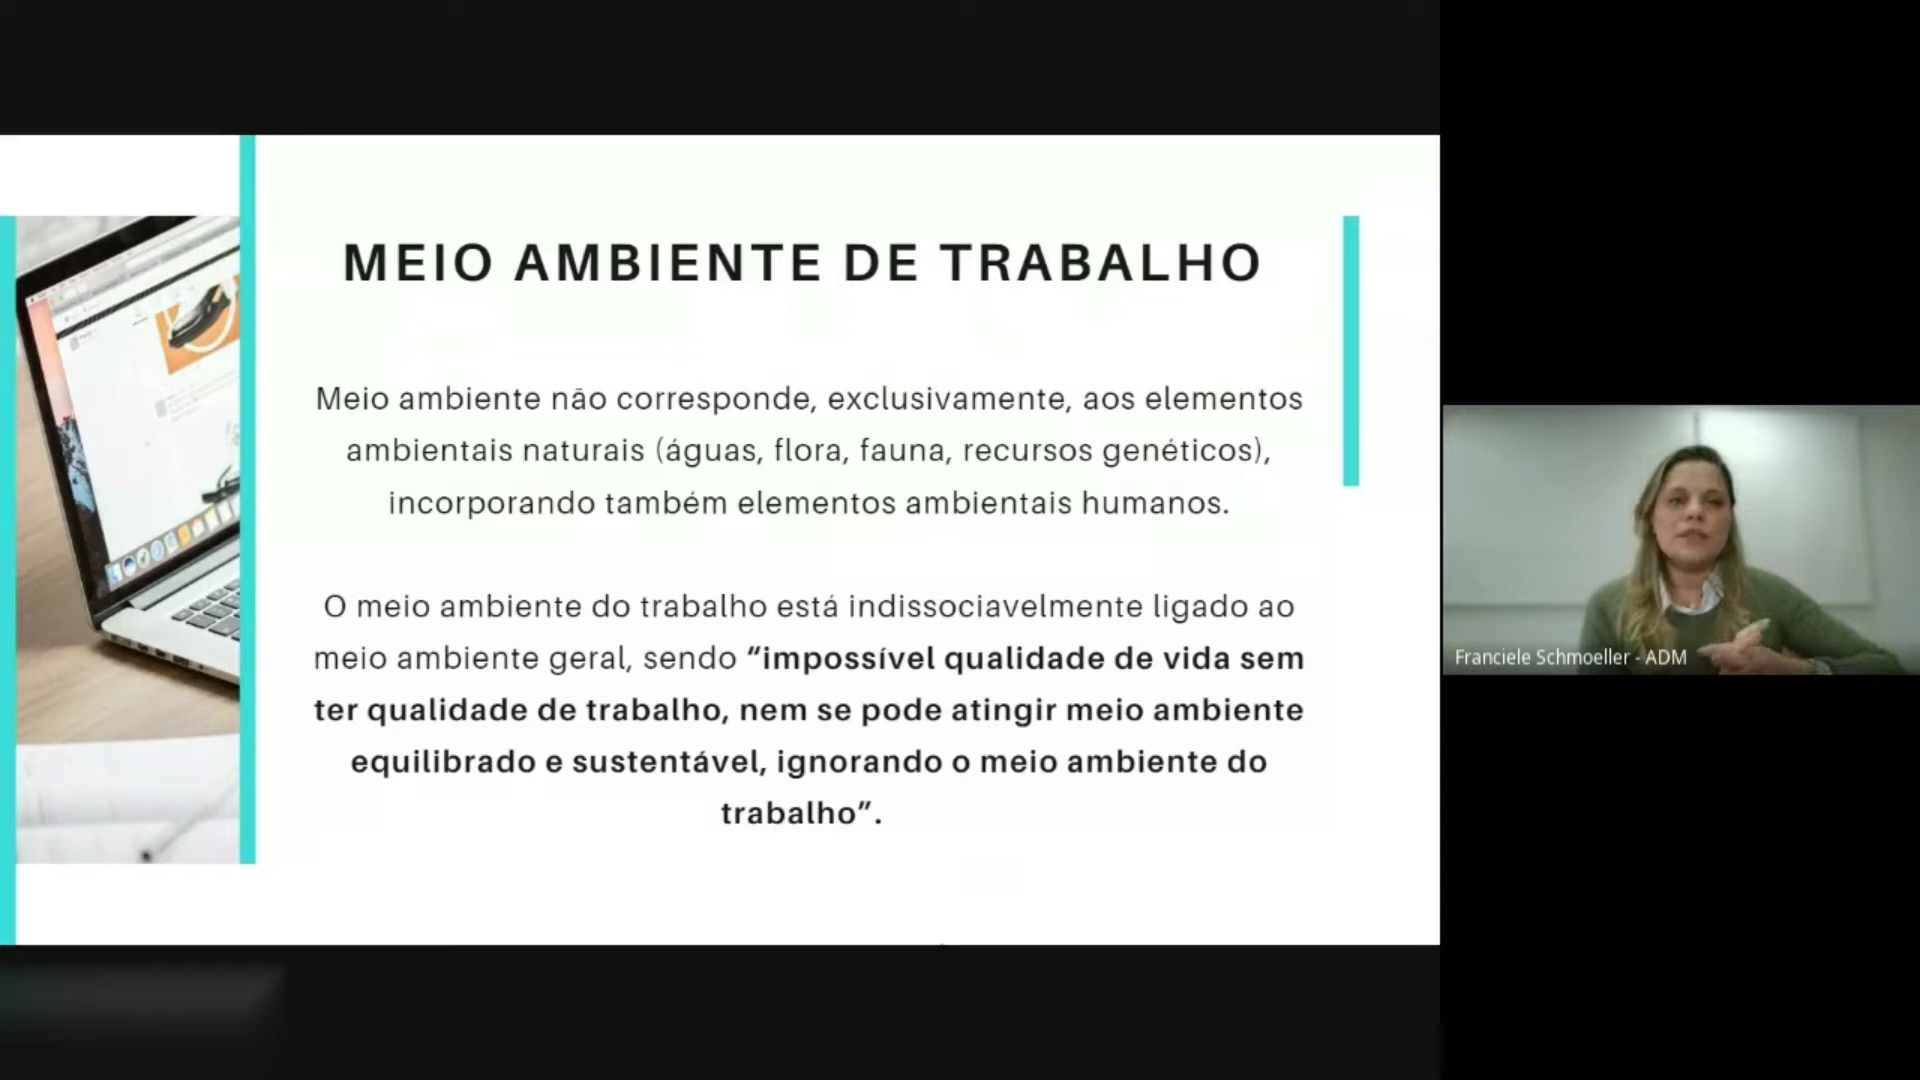 MEIO AMBIENTE DE TRABALHO
Meio ambiente não corresponde, exclusivamente, aos elementos
ambientais naturais (águas, flora, fauna, recursos genéticos),
incorporando também elementos ambientais humanos.
O meio ambiente do trabalho está indissociavelmente ligado ao
meio ambiente geral, sendo “impossível qualidade de vida sem
ter qualidade de trabalho, nem se pode atingir meio ambiente
equilibrado e sustentável, ignorando o meio ambiente do
trabalho”.
Franciele Schmoeller - ADM